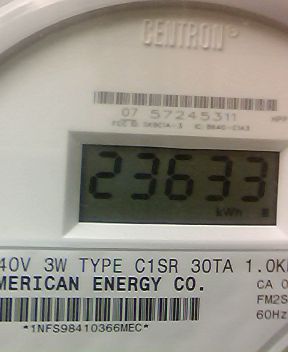 CENTRON®
07 57245311
23633
kWh
40V 3W TYPE C1SR 30TA 1.0K
MERICAN ENERGY CO. CA
FM2S
60Hz
*1NFS98410366MEC*